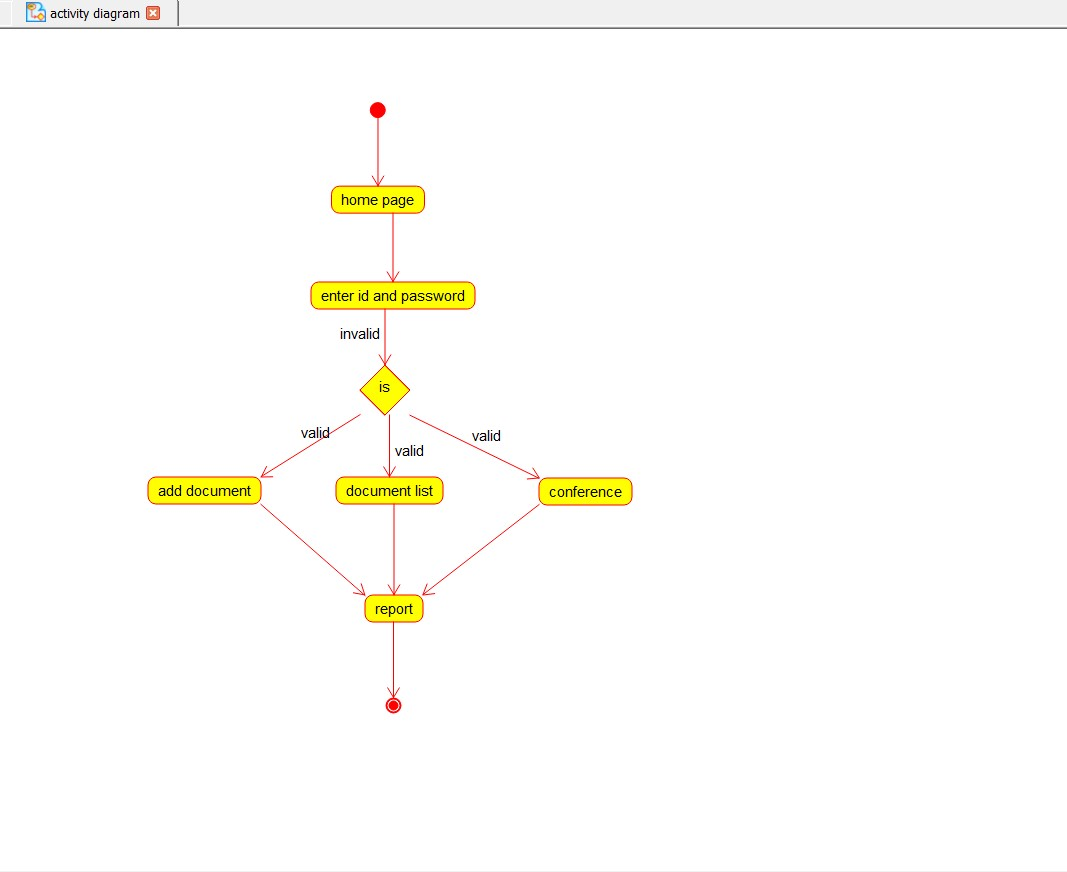 activity diagram
home page
enter id and password
invalid
is
valid
valid
valid
add document
document list
conference
report